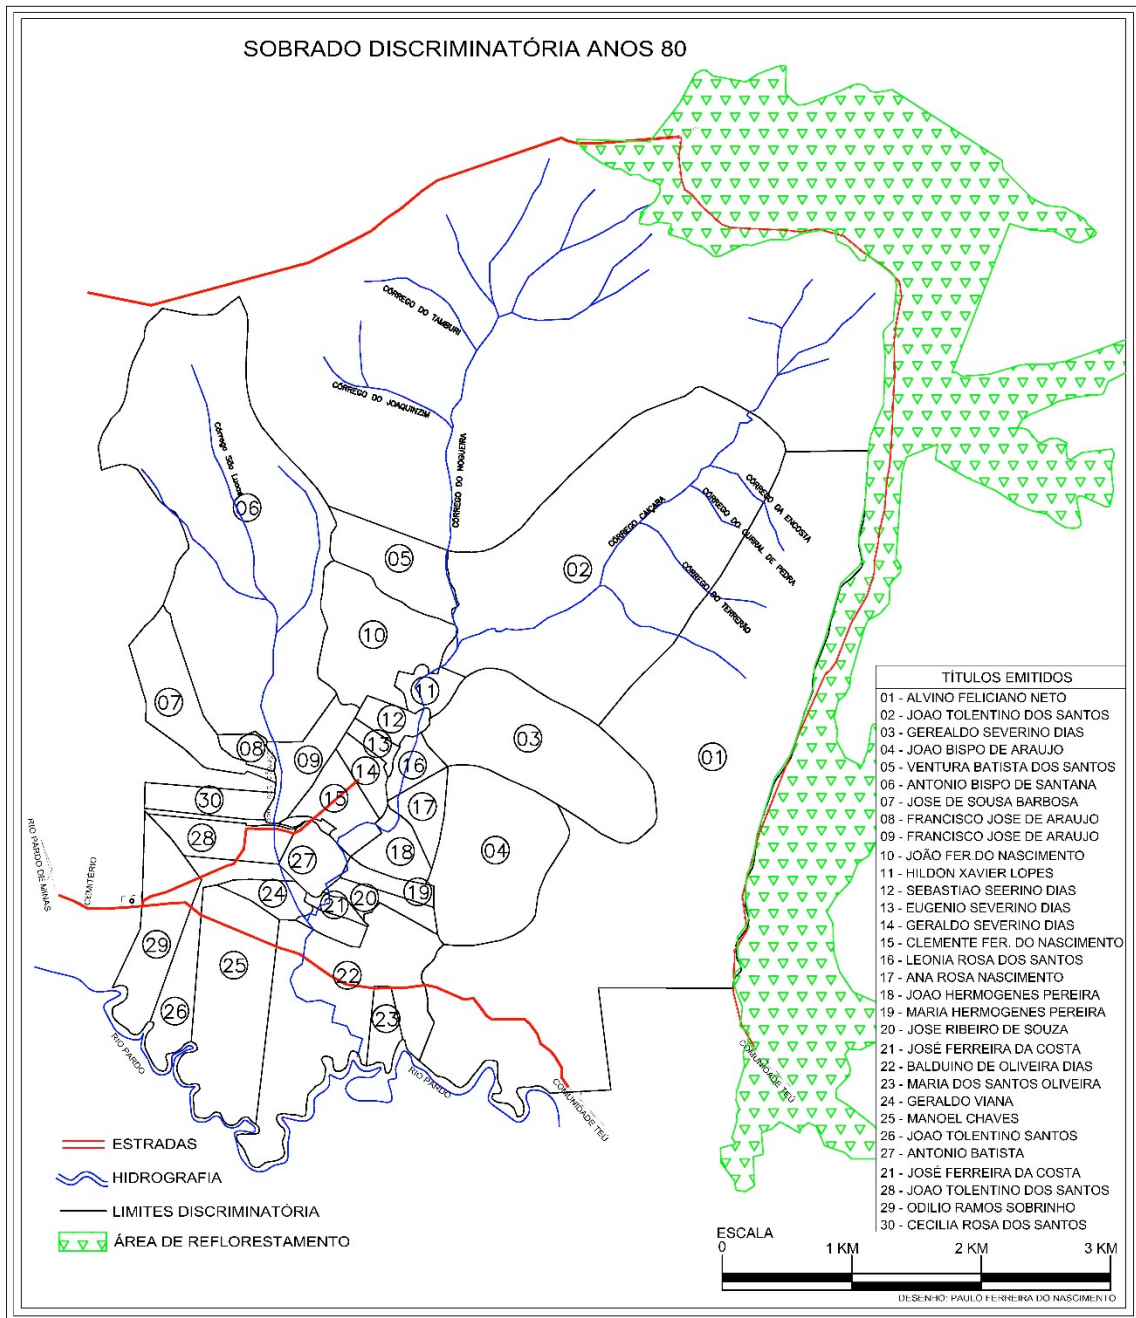 SOBRADO DISCRIMINATÓRIA ANOS 80
CÓRREGO DO TAMBURI
CÓRREGO DO JOAQUINZIM
CÓRREGO DO NOGUEIRA
Córrego São Lucas
CÓRREGO CAIÇARA
CÓRREGO DA ENCOSTA
CÓRREGO DO CURRAL DE PEDRA
CÓRREGO DO TERRERÃO
06
05
02
10
07
11
12
13
03
08
09
14
16
01
15
17
30
28
27
18
04
24
21
20
19
29
25
22
26
23
RIO PARDO DE MINAS
CEMITÉRIO
RIO PARDO
RIO PARDO
COMUNIDADE TEÚ
COMUNIDADE TEÚ
TÍTULOS EMITIDOS
01 - ALVINO FELICIANO NETO
02 - JOAO TOLENTINO DOS SANTOS
03 - GEREALDO SEVERINO DIAS
04 - JOAO BISPO DE ARAUJO
05 - VENTURA BATISTA DOS SANTOS
06 - ANTONIO BISPO DE SANTANA
07 - JOSE DE SOUSA BARBOSA
08 - FRANCISCO JOSE DE ARAUJO
09 - FRANCISCO JOSE DE ARAUJO
10 - JOÃO FER.DO NASCIMENTO
11 - HILDON XAVIER LOPES
12 - SEBASTIAO SEERINO DIAS
13 - EUGENIO SEVERINO DIAS
14 - GERALDO SEVERINO DIAS
15 - CLEMENTE FER. DO NASCIMENTO
16 - LEONIA ROSA DOS SANTOS
17 - ANA ROSA NASCIMENTO
18 - JOAO HERMOGENES PEREIRA
19 - MARIA HERMOGENES PEREIRA
20 - JOSE RIBEIRO DE SOUZA
21 - JOSÉ FERREIRA DA COSTA
22 - BALDUINO DE OLIVEIRA DIAS
23 - MARIA DOS SANTOS OLIVEIRA
24 - GERALDO VIANA
25 - MANOEL CHAVES
26 - JOAO TOLENTINO SANTOS
27 - ANTONIO BATISTA
21 - JOSÉ FERREIRA DA COSTA
28 - JOAO TOLENTINO DOS SANTOS
29 - ODILIO RAMOS SOBRINHO
30 - CECILIA ROSA DOS SANTOS
ESTRADAS
HIDROGRAFIA
LIMITES DISCRIMINATÓRIA
ÁREA DE REFLORESTAMENTO
ESCALA
0 1 KM 2 KM 3 KM
DESENHO: PAULO FERREIRA DO NASCIMENTO